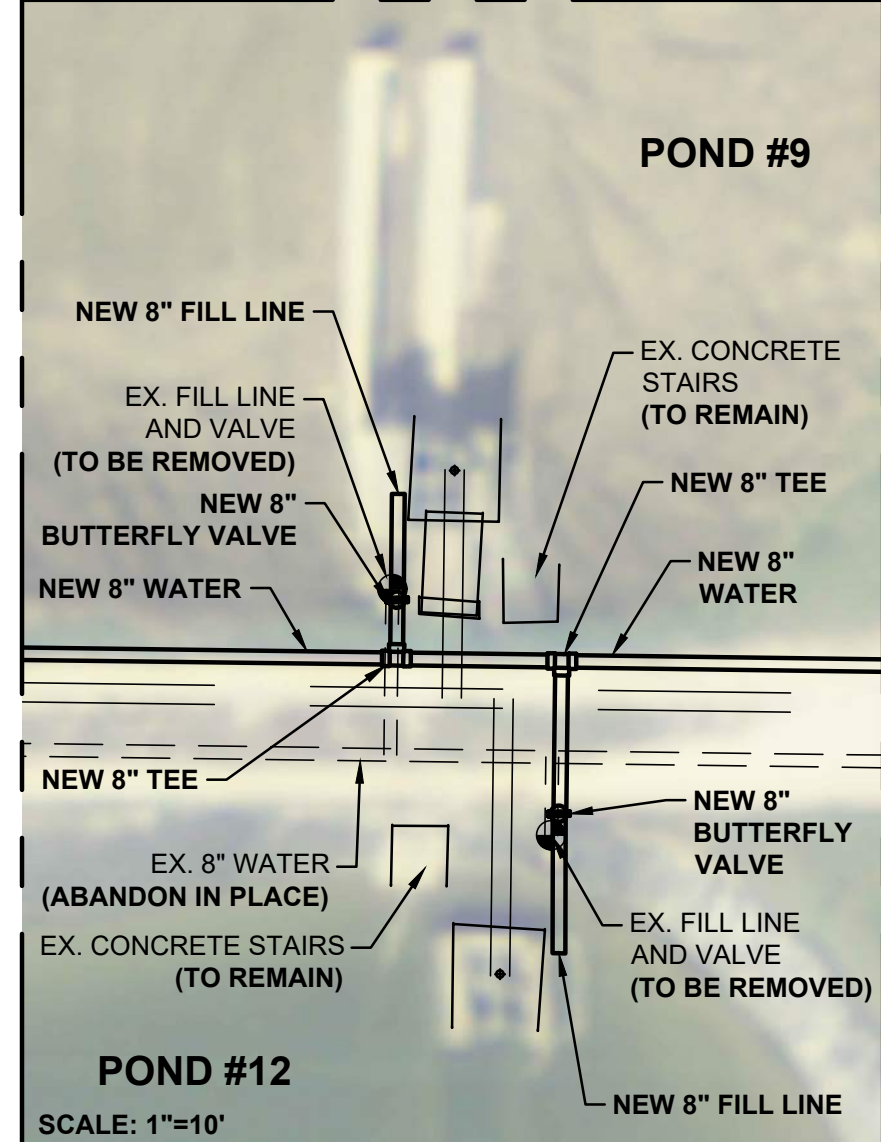 POND #9
NEW 8" FILL LINE
EX. CONCRETE
STAIRS
(TO REMAIN)
EX. FILL LINE
AND VALVE
(TO BE REMOVED)
NEW 8" TEE
NEW 8"
BUTTERFLY VALVE
NEW 8"
WATER
NEW 8" WATER
NEW 8" TEE
NEW 8"
BUTTERFLY
VALVE
EX. 8" WATER
(ABANDON IN PLACE)
EX. FILL LINE
AND VALVE
(TO BE REMOVED)
EX. CONCRETE STAIRS
(TO REMAIN)
POND #12
NEW 8" FILL LINE
SCALE: 1"=10'